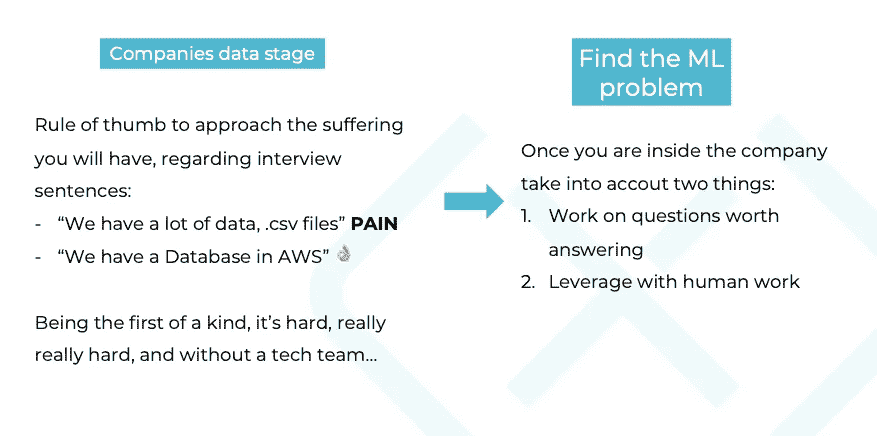 Companies data stage
Rule of thumb to approach the suffering
you will have, regarding interview
sentences:
- “We have a lot of data, .csv files” PAIN
- “We have a Database in AWS” 👌
Being the first of a kind, it’s hard, really
really hard, and without a tech team...
Find the ML
problem
Once you are inside the company
take into accout two things:
1. Work on questions worth
answering
2. Leverage with human work